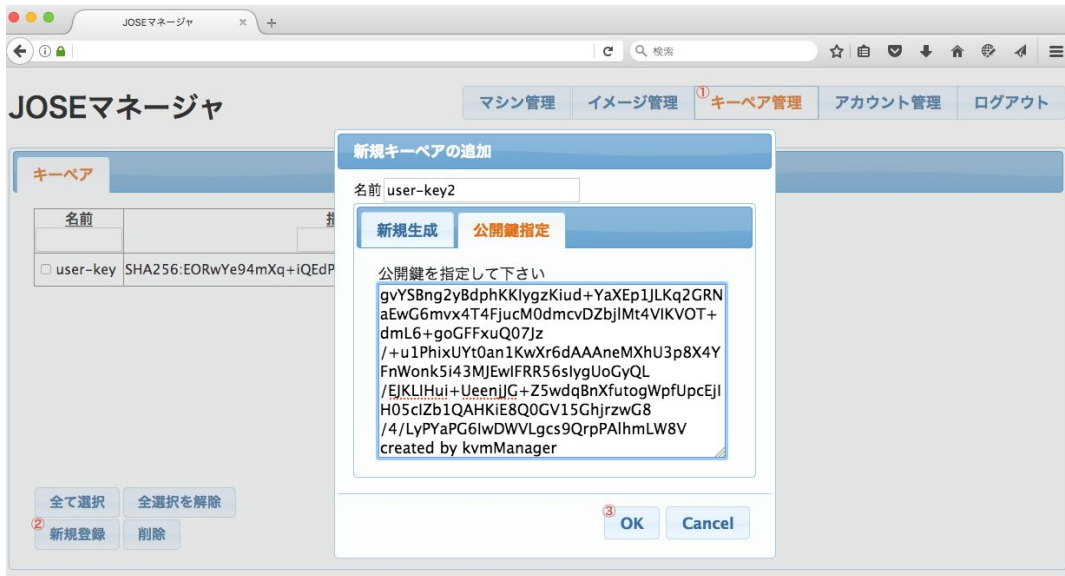 JOSEマネージャ
検索
JOSEマネージャ
マシン管理 イメージ管理 ①キーペア管理 アカウント管理 ログアウト
新規キーペアの追加
キーペア
名前 user-key2
名前
新規生成 公開鍵指定
公開鍵を指定して下さい
user-key SHA256:EORwYe94mXq+iQEdP
gvYSBng2yBdphKKIygzKiud+YaXEp1JLKq2GRN
aEwG6mvx4T4FjucM0dmcvDZbjlMt4VIKVOT+
dmL6+goGFFxuQ07Jz
/+u1PhixUYt0an1KwXr6dAAAneMXhU3p8X4Y
FnWonk5i43MJEwIFRR56slygUoGyQL
/EJKLIHui+UeenjJG+Z5wdqBnXfutogWpfUpcEjI
H05clZb1QAHKiE8Q0GV15GhjrzwG8
/4/LyPYaPG6IwDWVLgcs9QrpPAlhmLW8V
created by kvmManager
全て選択 全選択を解除
②新規登録 削除
③OK Cancel